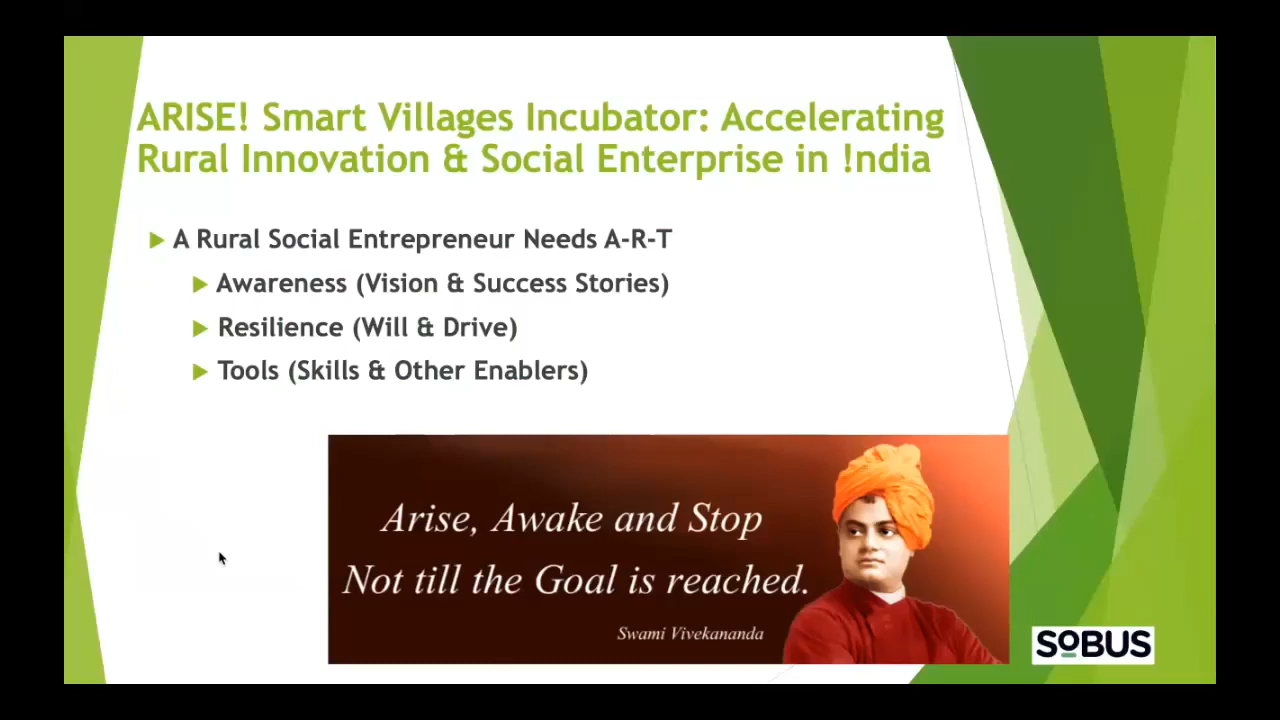 ARISE! Smart Villages Incubator: Accelerating
Rural Innovation & Social Enterprise in !ndia
A Rural Social Entrepreneur Needs A-R-T
Awareness (Vision & Success Stories)
Resilience (Will & Drive)
Tools (Skills & Other Enablers)
Arise, Awake and Stop
Not till the Goal is reached.
Swami Vivekananda
SoBUS